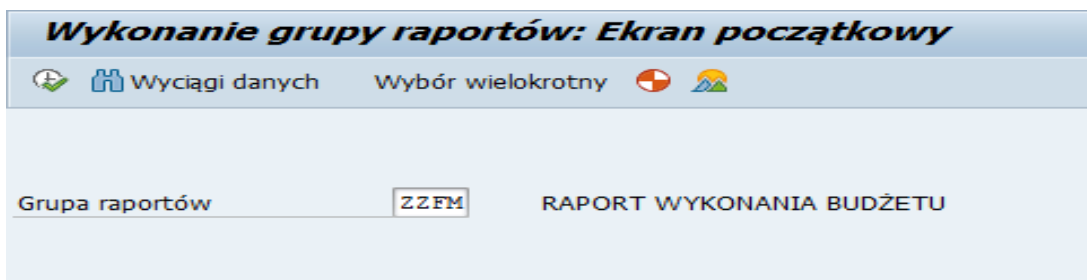 Wykonanie grupy raportów: Ekran początkowy
Wyciągi danych Wybór wielokrotny
Grupa raportów ZZFM RAPORT WYKONANIA BUDŻETU